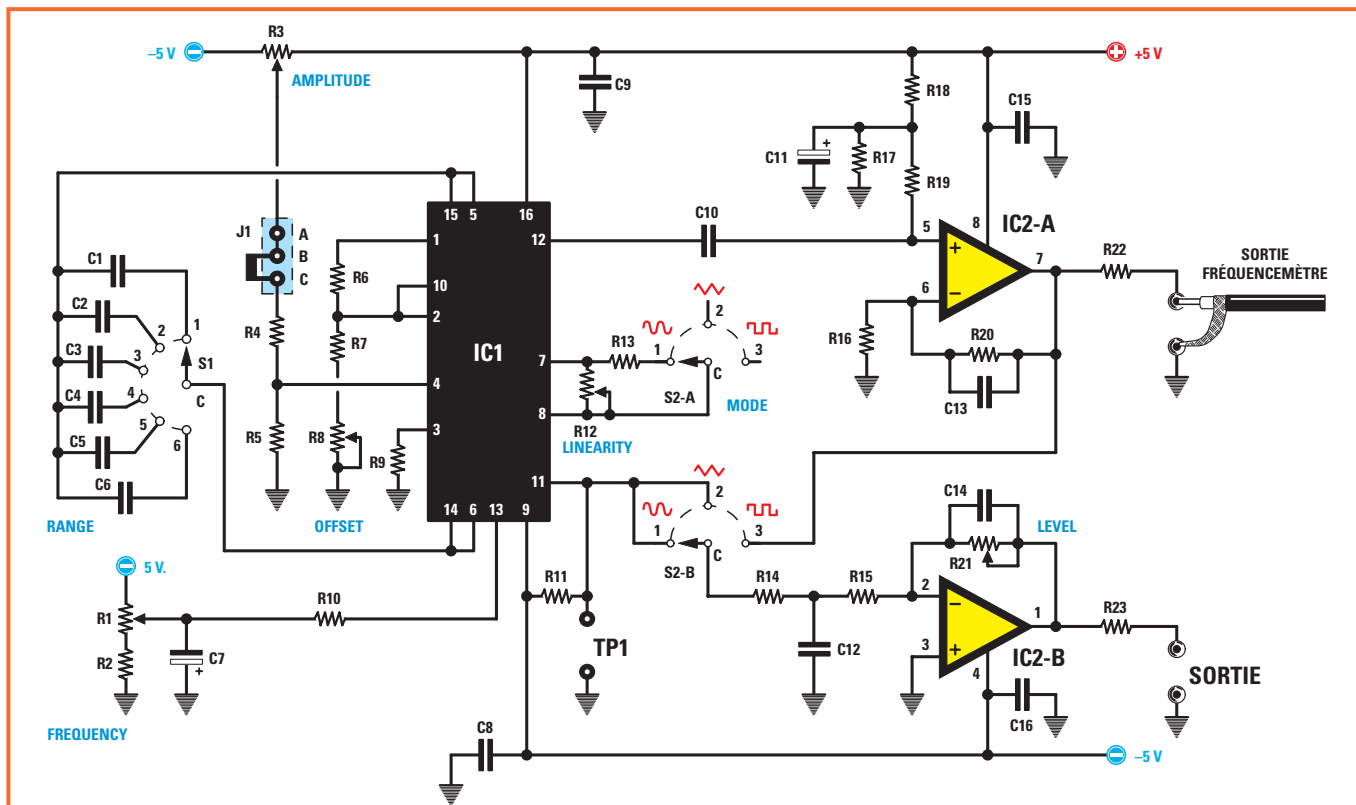 –5 V
R3
AMPLITUDE
+5 V
C9
R18
C15
C11
+
R17
R19
15
5
16
J1
A
B
C
1
12
C10
5
IC2-A
8
+
7
R22
SORTIE
FRÉQUENCEMÈTRE
C1
R6
10
2
6
–
C2
1
2
C3
3
S1
R4
R7
IC1
7
R13
1
2
3
R16
R20
C4
4
C
4
S2-A
C
MODE
C13
C5
5
6
R5
R8
3
R9
8
R12
LINEARITY
C6
11
2
C14
LEVEL
RANGE
14
6
13
9
OFFSET
1
3
C
S2-B
R21
5 V.
R11
R14
R15
2
–
1
R23
R1
R10
TP1
C12
3
+
4
IC2-B
SORTIE
R2
C7
+
C16
FREQUENCY
C8
–5 V